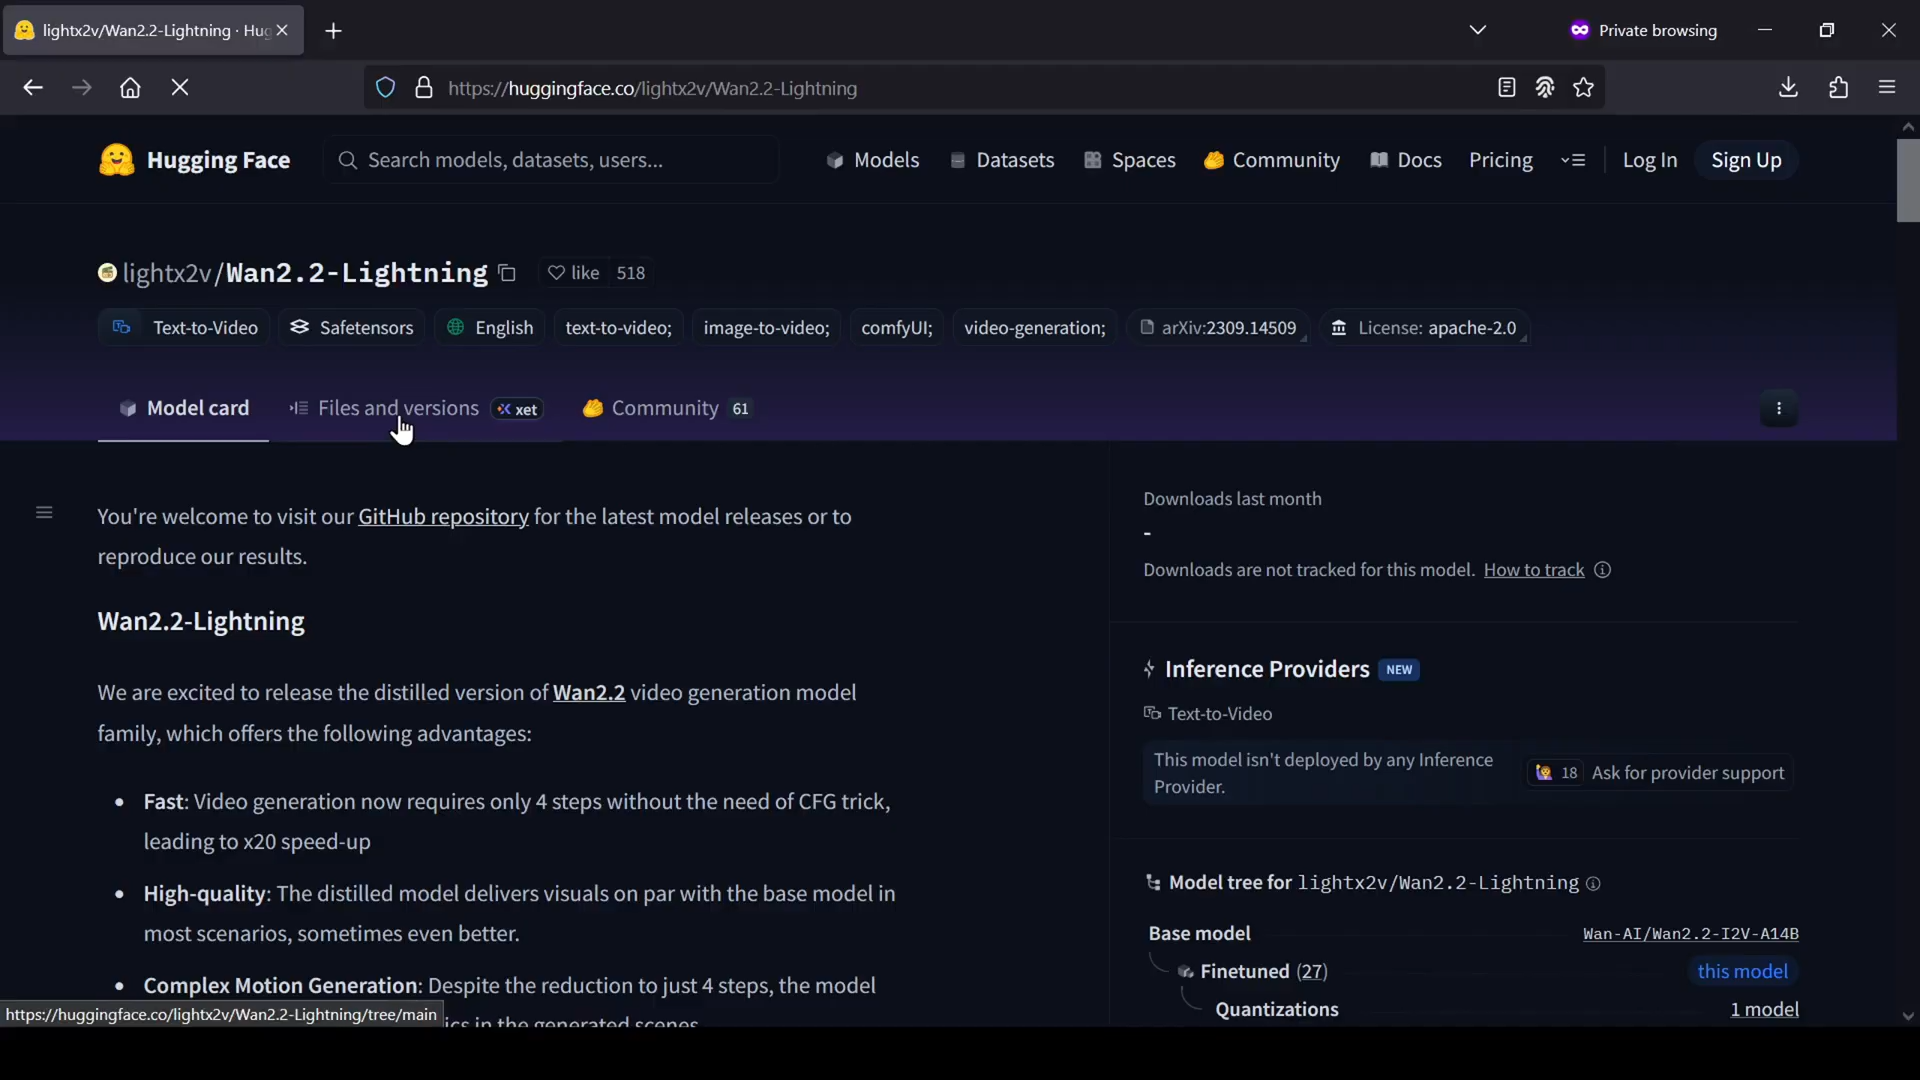 lightx2v/Wan2.2-Lightning · Hug
Private browsing
https://huggingface.co/lightx2v/Wan2.2-Lightning
Hugging Face
Search models, datasets, users...
Models
Datasets
Spaces
Community
Docs
Pricing
Log In
Sign Up
lightx2v/Wan2.2-Lightning
like 518
Text-to-Video
Safetensors
English
text-to-video;
image-to-video;
comfyUI;
video-generation;
arXiv:2309.14509
License: apache-2.0
Model card
Files and versions
xet
Community 61
You're welcome to visit our GitHub repository for the latest model releases or to
reproduce our results.
Wan2.2-Lightning
We are excited to release the distilled version of Wan2.2 video generation model
family, which offers the following advantages:
• Fast: Video generation now requires only 4 steps without the need of CFG trick,
leading to x20 speed-up
• High-quality: The distilled model delivers visuals on par with the base model in
most scenarios, sometimes even better.
• Complex Motion Generation: Despite the reduction to just 4 steps, the model
https://huggingface.co/lightx2v/Wan2.2-Lightning/tree/main
in the generated scenes.
Downloads last month
-
Downloads are not tracked for this model. How to track
Inference Providers NEW
Text-to-Video
This model isn't deployed by any Inference
Provider.
18 Ask for provider support
Model tree for lightx2v/Wan2.2-Lightning
Base model
Wan-AI/Wan2.2-I2V-A14B
Finetuned (27)
this model
Quantizations
1 model